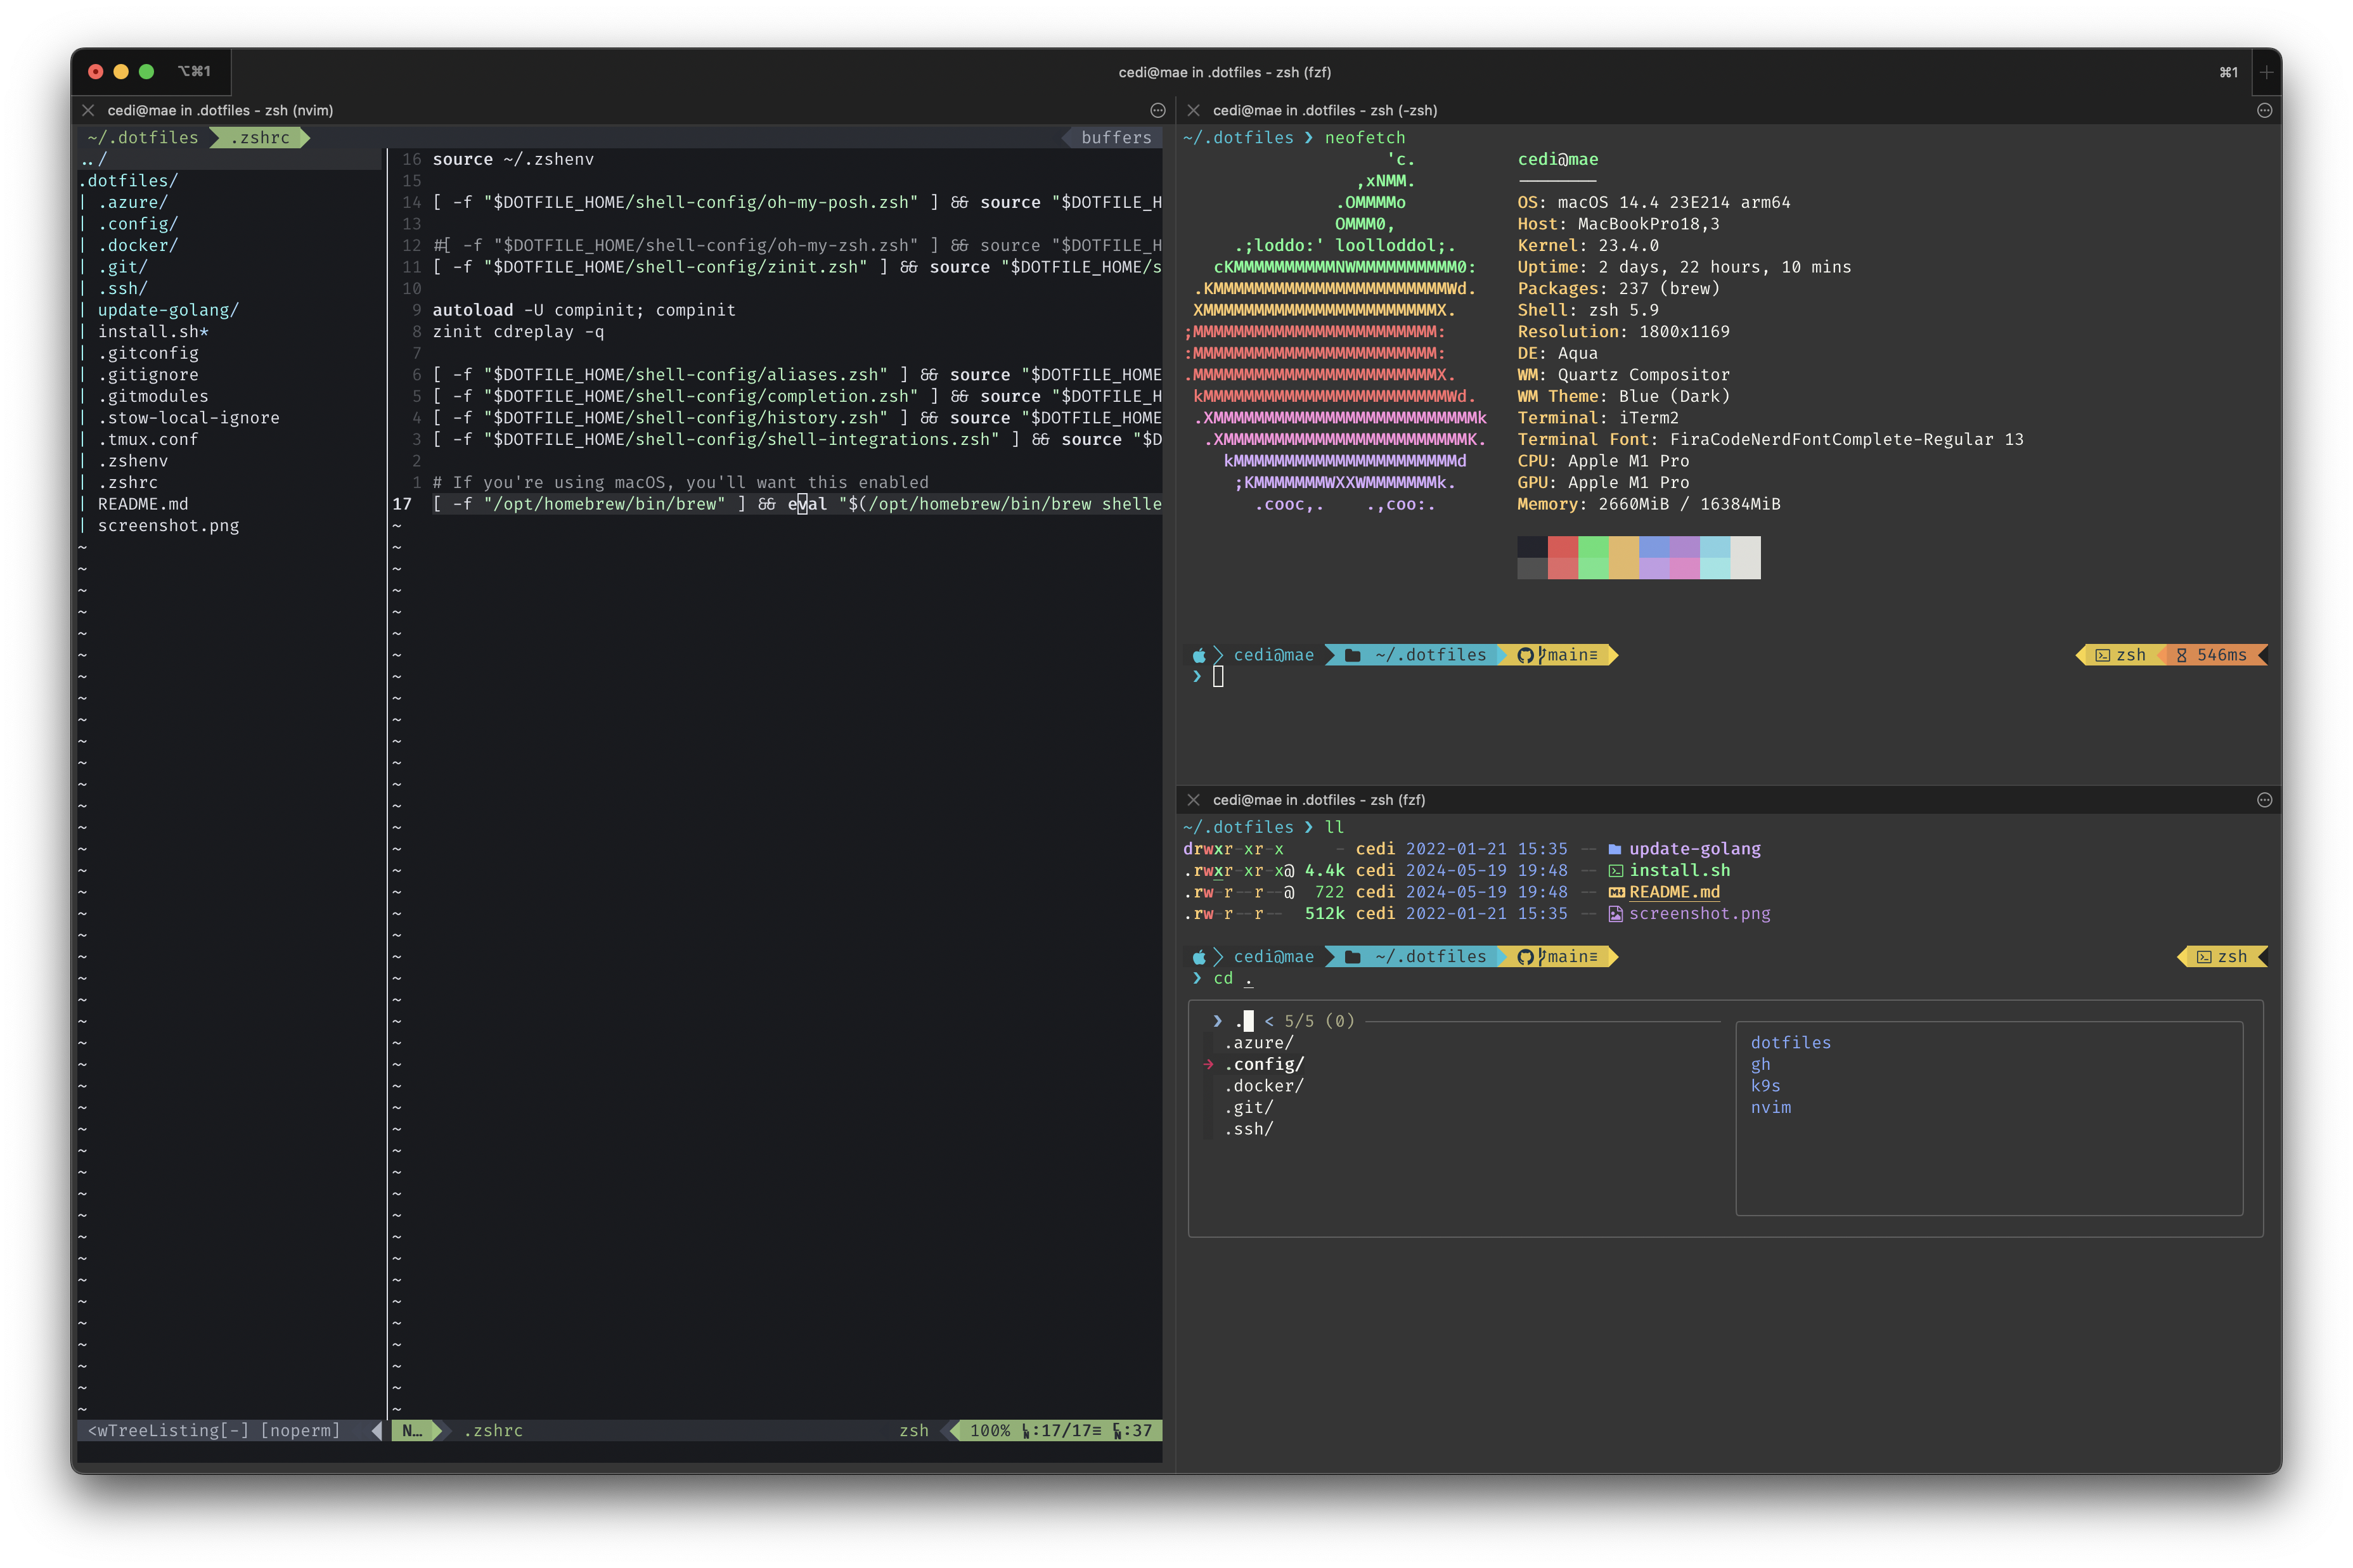 ⌥⌘1
cedi@mae in .dotfiles - zsh (fzf)
⌘1
cedi@mae in .dotfiles - zsh (nvim)
~/.dotfiles .zshrc buffers
../
.dotfiles/
| .azure/
| .config/
| .docker/
| .git/
| .ssh/
| update-golang/
| install.sh*
| .gitconfig
| .gitignore
| .gitmodules
| .stow-local-ignore
| .tmux.conf
| .zshenv
| .zshrc
| README.md
| screenshot.png
16 source ~/.zshenv
15
14 [ -f "$DOTFILE_HOME/shell-config/oh-my-posh.zsh" ] && source "$DOTFILE_H
13
12 #[ -f "$DOTFILE_HOME/shell-config/oh-my-zsh.zsh" ] && source "$DOTFILE_H
11 [ -f "$DOTFILE_HOME/shell-config/zinit.zsh" ] && source "$DOTFILE_HOME/s
10
9 autoload -U compinit; compinit
8 zinit cdreplay -q
7
6 [ -f "$DOTFILE_HOME/shell-config/aliases.zsh" ] && source "$DOTFILE_HOME
5 [ -f "$DOTFILE_HOME/shell-config/completion.zsh" ] && source "$DOTFILE_H
4 [ -f "$DOTFILE_HOME/shell-config/history.zsh" ] && source "$DOTFILE_HOME
3 [ -f "$DOTFILE_HOME/shell-config/shell-integrations.zsh" ] && source "$D
2
1 # If you're using macOS, you'll want this enabled
17 [ -f "/opt/homebrew/bin/brew" ] && eval "$(/opt/homebrew/bin/brew shelle
<wTreeListing[-] [noperm]
N… .zshrc zsh 100% ㏑:17/17≡ ㏇:37
cedi@mae in .dotfiles - zsh (-zsh)
~/.dotfiles ❯ neofetch
'c.
,xNMM.
.OMMMMo
OMMM0,
.;loddo:' loolloddol;.
cKMMMMMMMMMMNWMMMMMMMMMM0:
.KMMMMMMMMMMMMMMMMMMMMMMMWd.
XMMMMMMMMMMMMMMMMMMMMMMMX.
;MMMMMMMMMMMMMMMMMMMMMMMM:
:MMMMMMMMMMMMMMMMMMMMMMMM:
.MMMMMMMMMMMMMMMMMMMMMMMMX.
kMMMMMMMMMMMMMMMMMMMMMMMMWd.
.XMMMMMMMMMMMMMMMMMMMMMMMMMMk
.XMMMMMMMMMMMMMMMMMMMMMMMMK.
kMMMMMMMMMMMMMMMMMMMMMMd
;KMMMMMMMWXXWMMMMMMMk.
.cooc,. .,coo:.
cedi@mae
--------
OS: macOS 14.4 23E214 arm64
Host: MacBookPro18,3
Kernel: 23.4.0
Uptime: 2 days, 22 hours, 10 mins
Packages: 237 (brew)
Shell: zsh 5.9
Resolution: 1800x1169
DE: Aqua
WM: Quartz Compositor
WM Theme: Blue (Dark)
Terminal: iTerm2
Terminal Font: FiraCodeNerdFontComplete-Regular 13
CPU: Apple M1 Pro
GPU: Apple M1 Pro
Memory: 2660MiB / 16384MiB
cedi@mae ~/.dotfiles main≡ zsh 546ms
❯
cedi@mae in .dotfiles - zsh (fzf)
~/.dotfiles ❯ ll
drwxr-xr-x - cedi 2022-01-21 15:35 -- update-golang
.rwxr-xr-x@ 4.4k cedi 2024-05-19 19:48 -- install.sh
.rw-r--r--@ 722 cedi 2024-05-19 19:48 -- README.md
.rw-r--r-- 512k cedi 2022-01-21 15:35 -- screenshot.png
cedi@mae ~/.dotfiles main≡ zsh
❯ cd .
❯ . < 5/5 (0)
.azure/
→ .config/
.docker/
.git/
.ssh/
dotfiles
gh
k9s
nvim